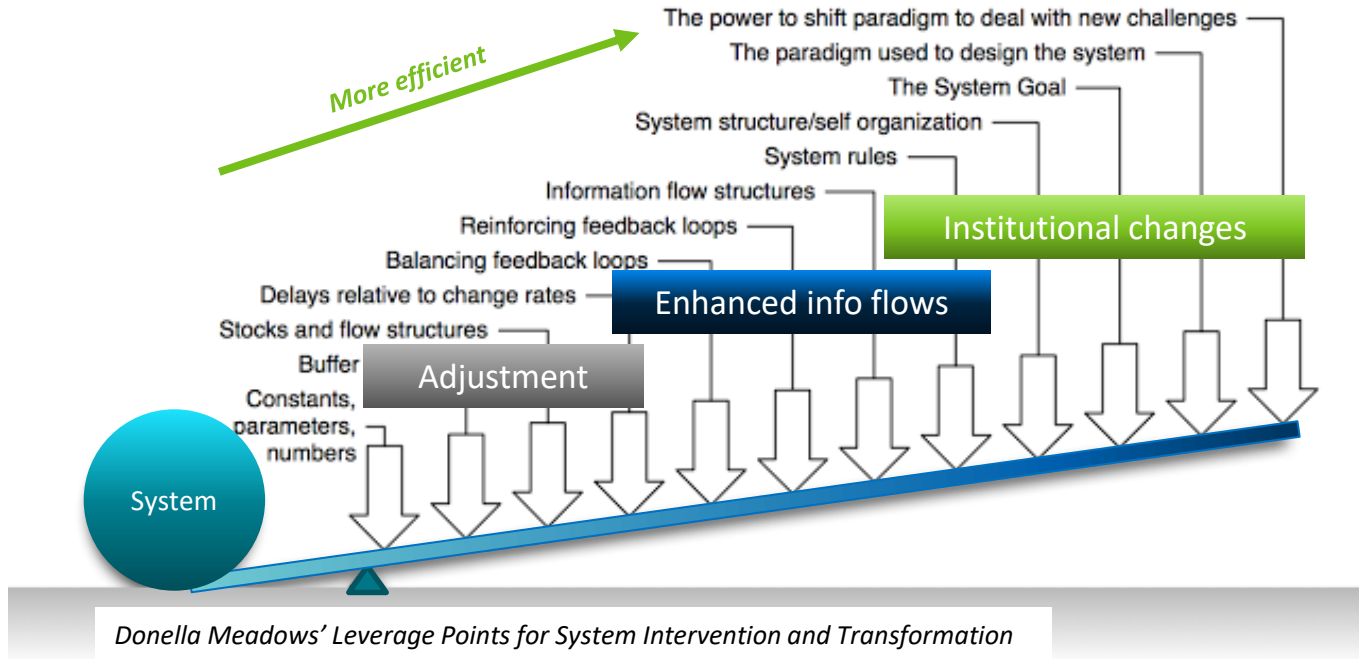 The power to shift paradigm to deal with new challenges
The paradigm used to design the system
More efficient
The System Goal
System structure/self organization
System rules
Information flow structures
Institutional changes
Reinforcing feedback loops
Balancing feedback loops
Delays relative to change rates
Enhanced info flows
Stocks and flow structures
Buffer
Adjustment
Constants,
parameters,
numbers
System
Donella Meadows’ Leverage Points for System Intervention and Transformation